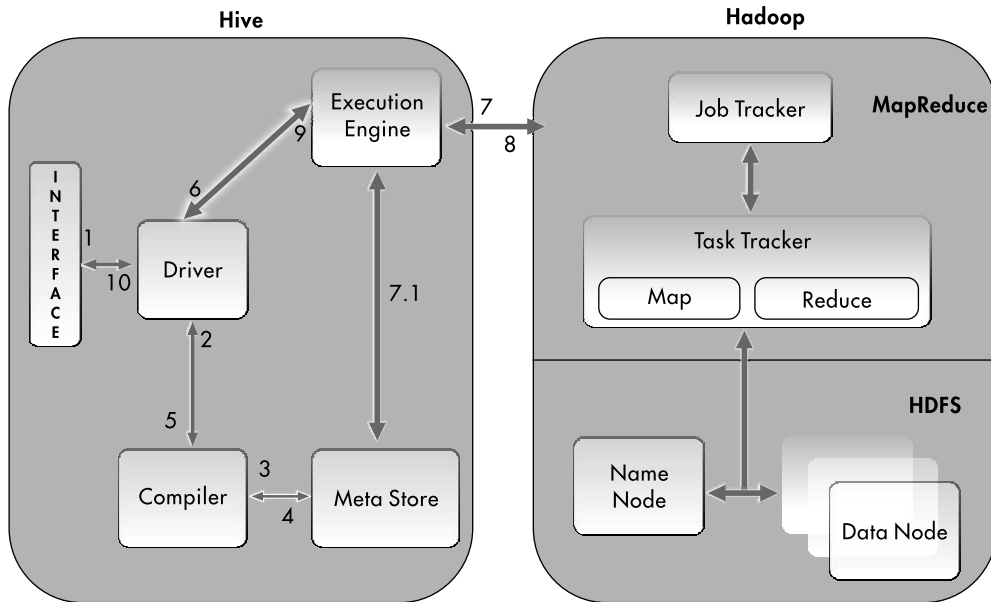 Hive
Hadoop
Execution
Engine
7
8
Job Tracker
MapReduce
9
6
INTERFACE
1
10
Driver
Task Tracker
Map
Reduce
7.1
2
5
HDFS
Compiler
3
4
Meta Store
Name
Node
Data Node